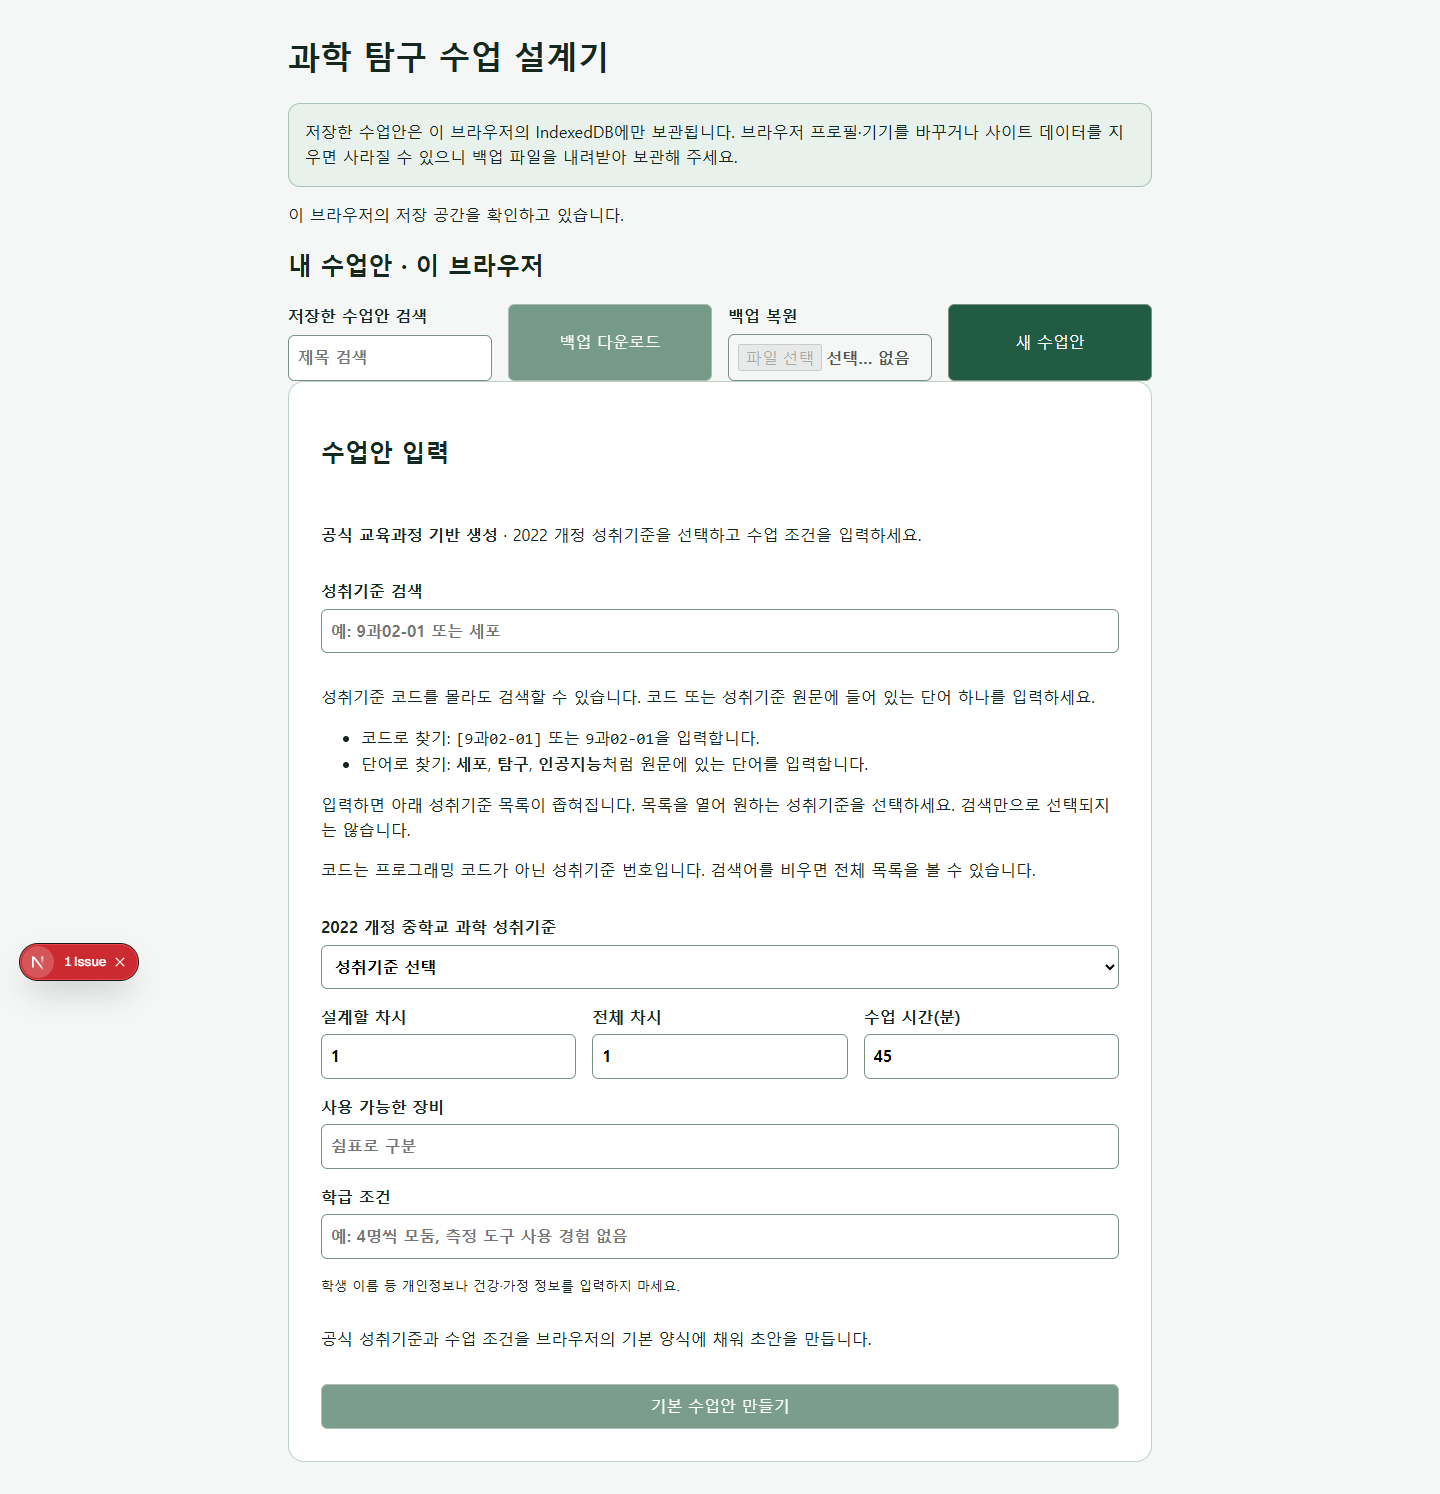 과학 탐구 수업 설계기
저장한 수업안은 이 브라우저의 IndexedDB에만 보관됩니다. 브라우저 프로필·기기를 바꾸거나 사이트 데이터를 지
우면 사라질 수 있으니 백업 파일을 내려받아 보관해 주세요.
이 브라우저의 저장 공간을 확인하고 있습니다.
내 수업안 · 이 브라우저
저장한 수업안 검색
제목 검색
백업 다운로드
백업 복원
파일 선택 선택... 없음
새 수업안
수업안 입력
공식 교육과정 기반 생성 · 2022 개정 성취기준을 선택하고 수업 조건을 입력하세요.
성취기준 검색
예: 9과02-01 또는 세포
성취기준 코드를 몰라도 검색할 수 있습니다. 코드 또는 성취기준 원문에 들어 있는 단어 하나를 입력하세요.
• 코드로 찾기: [9과02-01] 또는 9과02-01을 입력합니다.
• 단어로 찾기: 세포, 탐구, 인공지능처럼 원문에 있는 단어를 입력합니다.
입력하면 아래 성취기준 목록이 좁혀집니다. 목록을 열어 원하는 성취기준을 선택하세요. 검색만으로 선택되지
는 않습니다.
코드는 프로그래밍 코드가 아닌 성취기준 번호입니다. 검색어를 비우면 전체 목록을 볼 수 있습니다.
2022 개정 중학교 과학 성취기준
성취기준 선택
설계할 차시
1
전체 차시
1
수업 시간(분)
45
사용 가능한 장비
쉼표로 구분
학급 조건
예: 4명씩 모둠, 측정 도구 사용 경험 없음
학생 이름 등 개인정보나 건강·가정 정보를 입력하지 마세요.
공식 성취기준과 수업 조건을 브라우저의 기본 양식에 채워 초안을 만듭니다.
기본 수업안 만들기
N 1 Issue